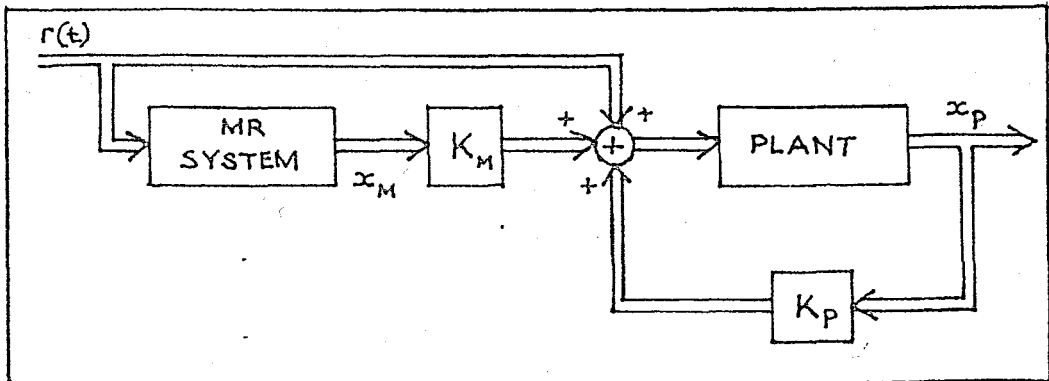 r(t)
+
MR
SYSTEM
x_M
K_M
+
+
+
PLANT
x_P
K_P